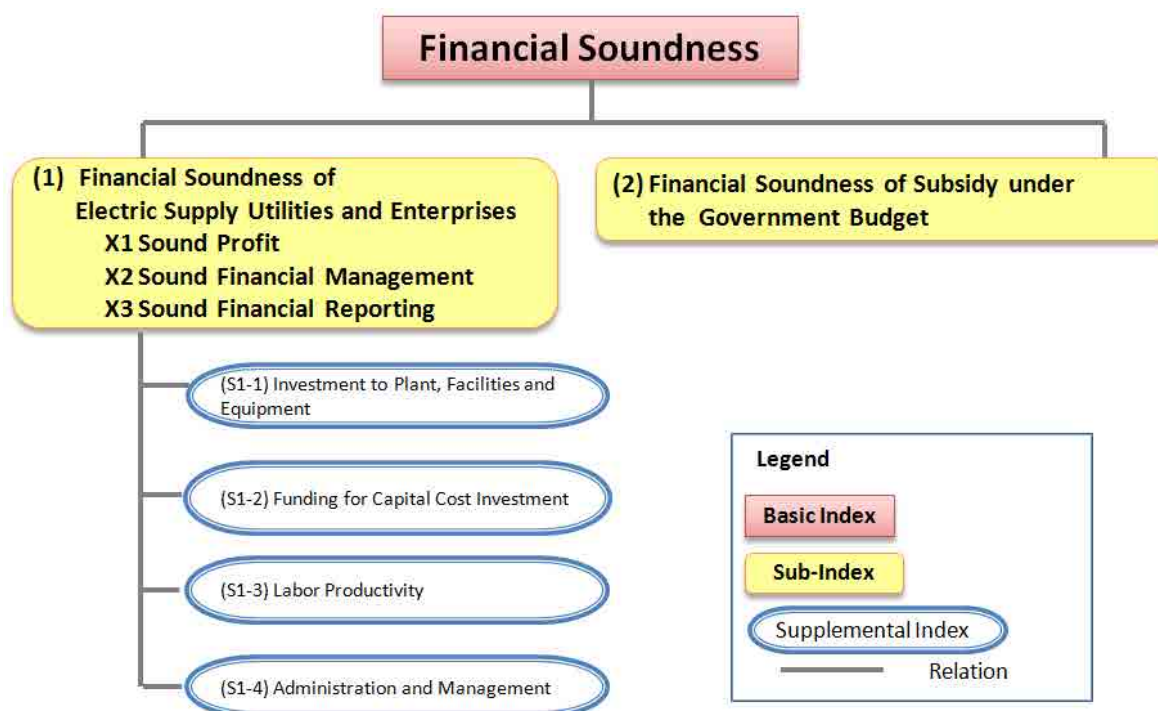 Financial Soundness
(1) Financial Soundness of
Electric Supply Utilities and Enterprises
X1 Sound Profit
X2 Sound Financial Management
X3 Sound Financial Reporting
(2) Financial Soundness of Subsidy under
the Government Budget
(S1-1) Investment to Plant, Facilities and
Equipment
(S1-2) Funding for Capital Cost Investment
(S1-3) Labor Productivity
(S1-4) Administration and Management
Legend
Basic Index
Sub-Index
Supplemental Index
Relation